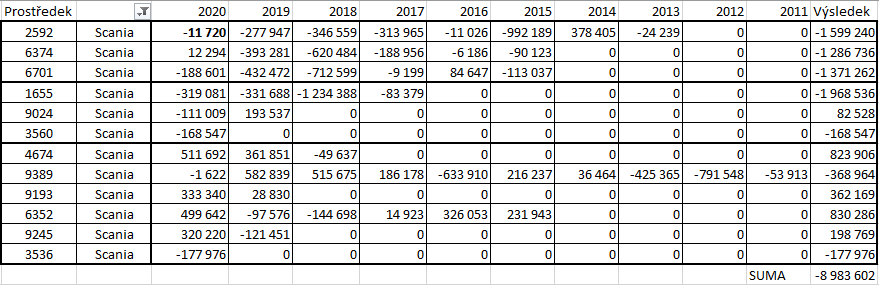 Prostředek 2020 2019 2018 2017 2016 2015 2014 2013 2012 2011 Výsledek
2592 Scania -11 720 -277 947 -346 559 -313 965 -11 026 -992 189 378 405 -24 239 0 0 -1 599 240
6374 Scania 12 294 -393 281 -620 484 -188 956 -6 186 -90 123 0 0 0 0 -1 286 736
6701 Scania -188 601 -432 472 -712 599 -9 199 84 647 -113 037 0 0 0 0 -1 371 262
1655 Scania -319 081 -331 688 -1 234 388 -83 379 0 0 0 0 0 0 -1 968 536
9024 Scania -111 009 193 537 0 0 0 0 0 0 0 0 82 528
3560 Scania -168 547 0 0 0 0 0 0 0 0 0 -168 547
4674 Scania 511 692 361 851 -49 637 0 0 0 0 0 0 0 823 906
9389 Scania -1 622 582 839 515 675 186 178 -633 910 216 237 36 464 -425 365 -791 548 -53 913 -368 964
9193 Scania 333 340 28 830 0 0 0 0 0 0 0 0 362 169
6352 Scania 499 642 -97 576 -144 698 14 923 326 053 231 943 0 0 0 0 830 286
9245 Scania 320 220 -121 451 0 0 0 0 0 0 0 0 198 769
3536 Scania -177 976 0 0 0 0 0 0 0 0 0 -177 976
SUMA -8 983 602